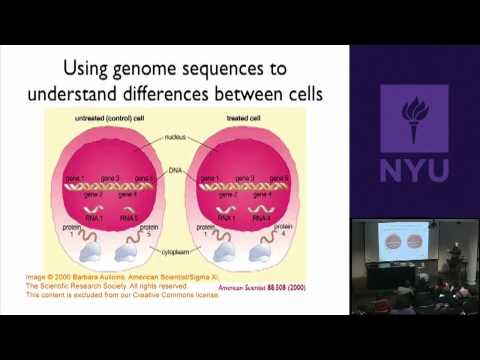 Using genome sequences to
understand differences between cells
untreated (control) cell
treated cell
nucleus
DNA
gene 1 gene 3 gene 5
gene 2 gene 4
RNA 1 RNA 5
protein 1
protein 5
gene 1 gene 3 gene 5
gene 2 gene 4
RNA 1 RNA 4
protein 1
protein 4
cytoplasm
Image © 2000 Barbara Aulicino, American Scientist/Sigma Xi,
The Scientific Research Society. All rights reserved.
This content is excluded from our Creative Commons license.
American Scientist 88:508 (2000)
NYU